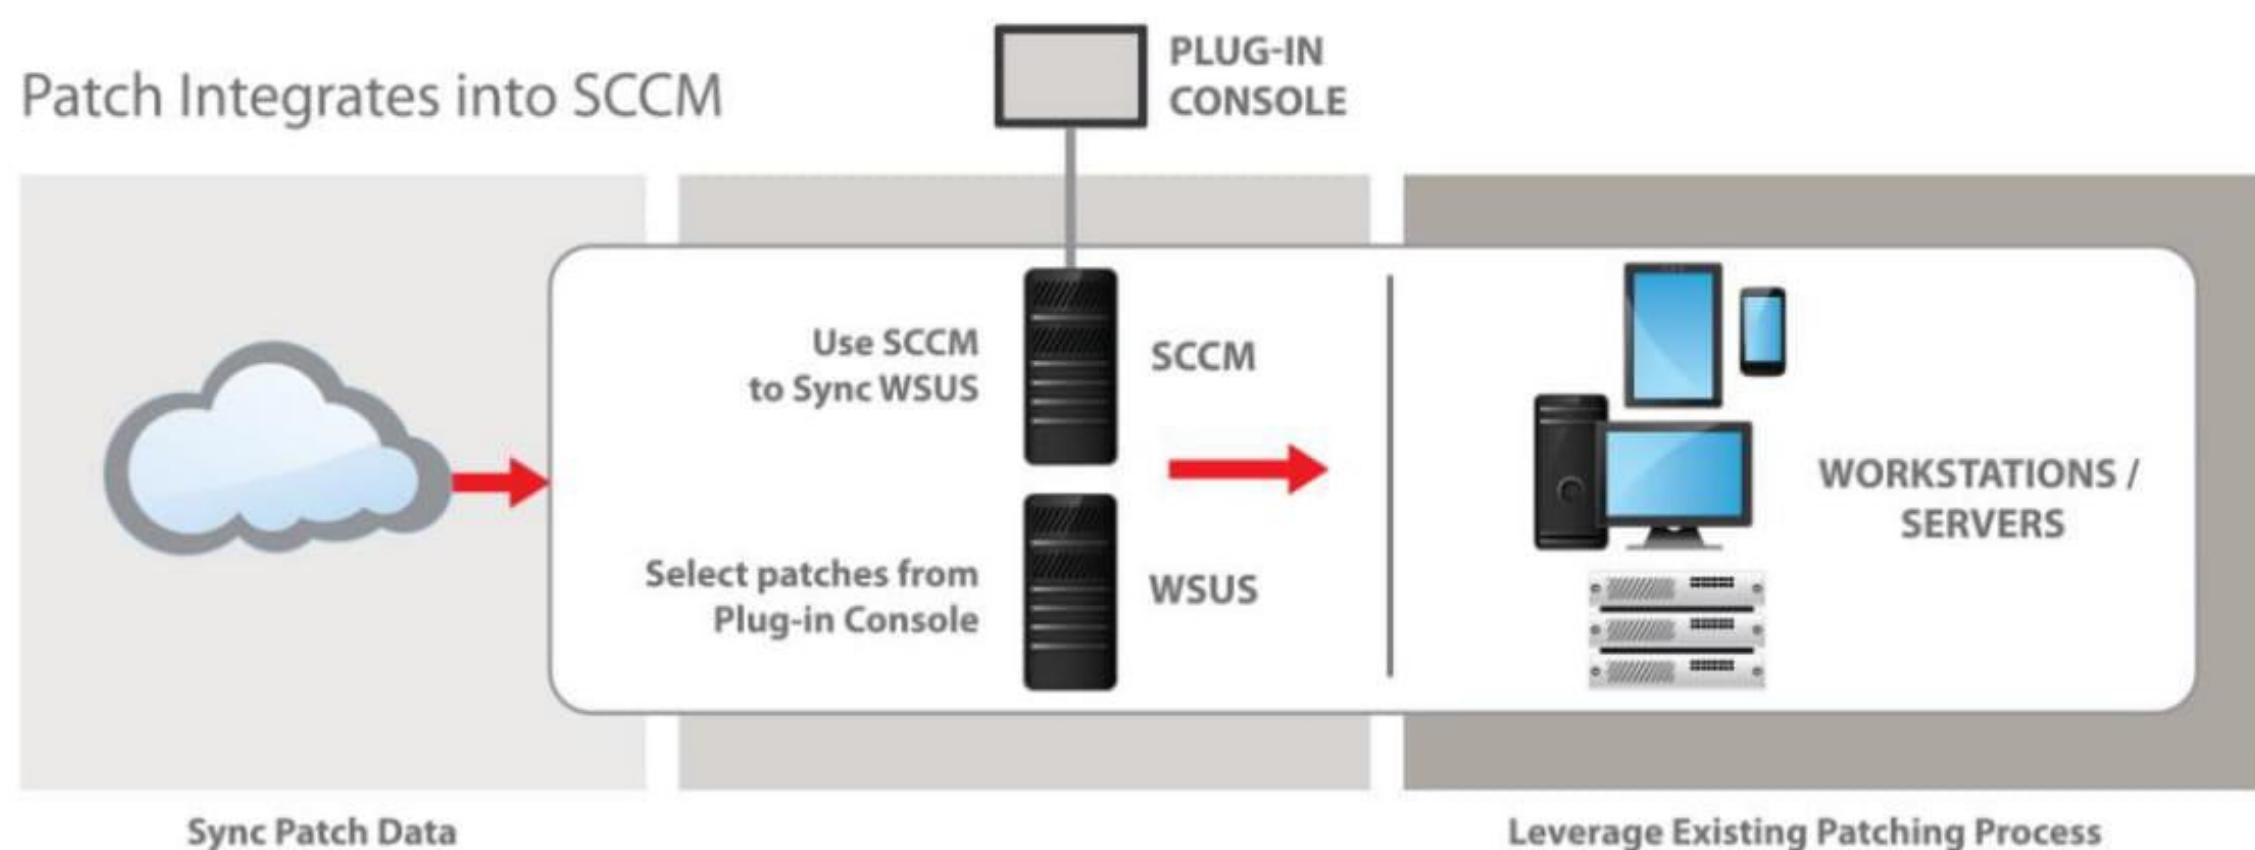 Patch Integrates into SCCM
PLUG-IN
CONSOLE
Use SCCM
to Sync WSUS
SCCM
Select patches from
Plug-in Console
WSUS
WORKSTATIONS /
SERVERS
Sync Patch Data
Leverage Existing Patching Process